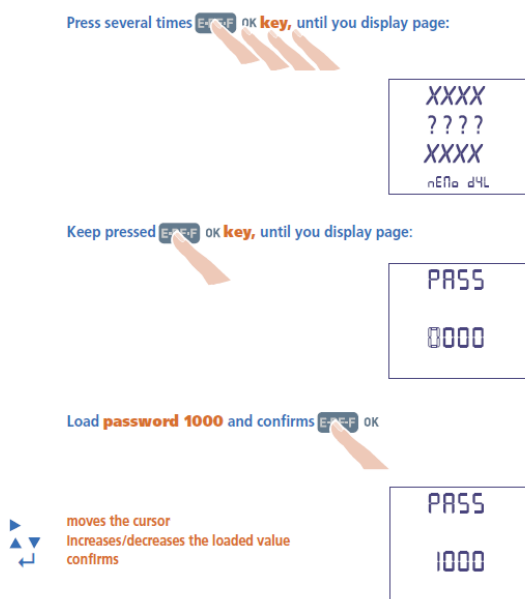 Press several times OK key, until you display page:
XXXX
????
XXXX
Keep pressed OK key, until you display page:
PASS
0000
Load password 1000 and confirms OK
PASS
1000
moves the cursor
Increases/decreases the loaded value
confirms